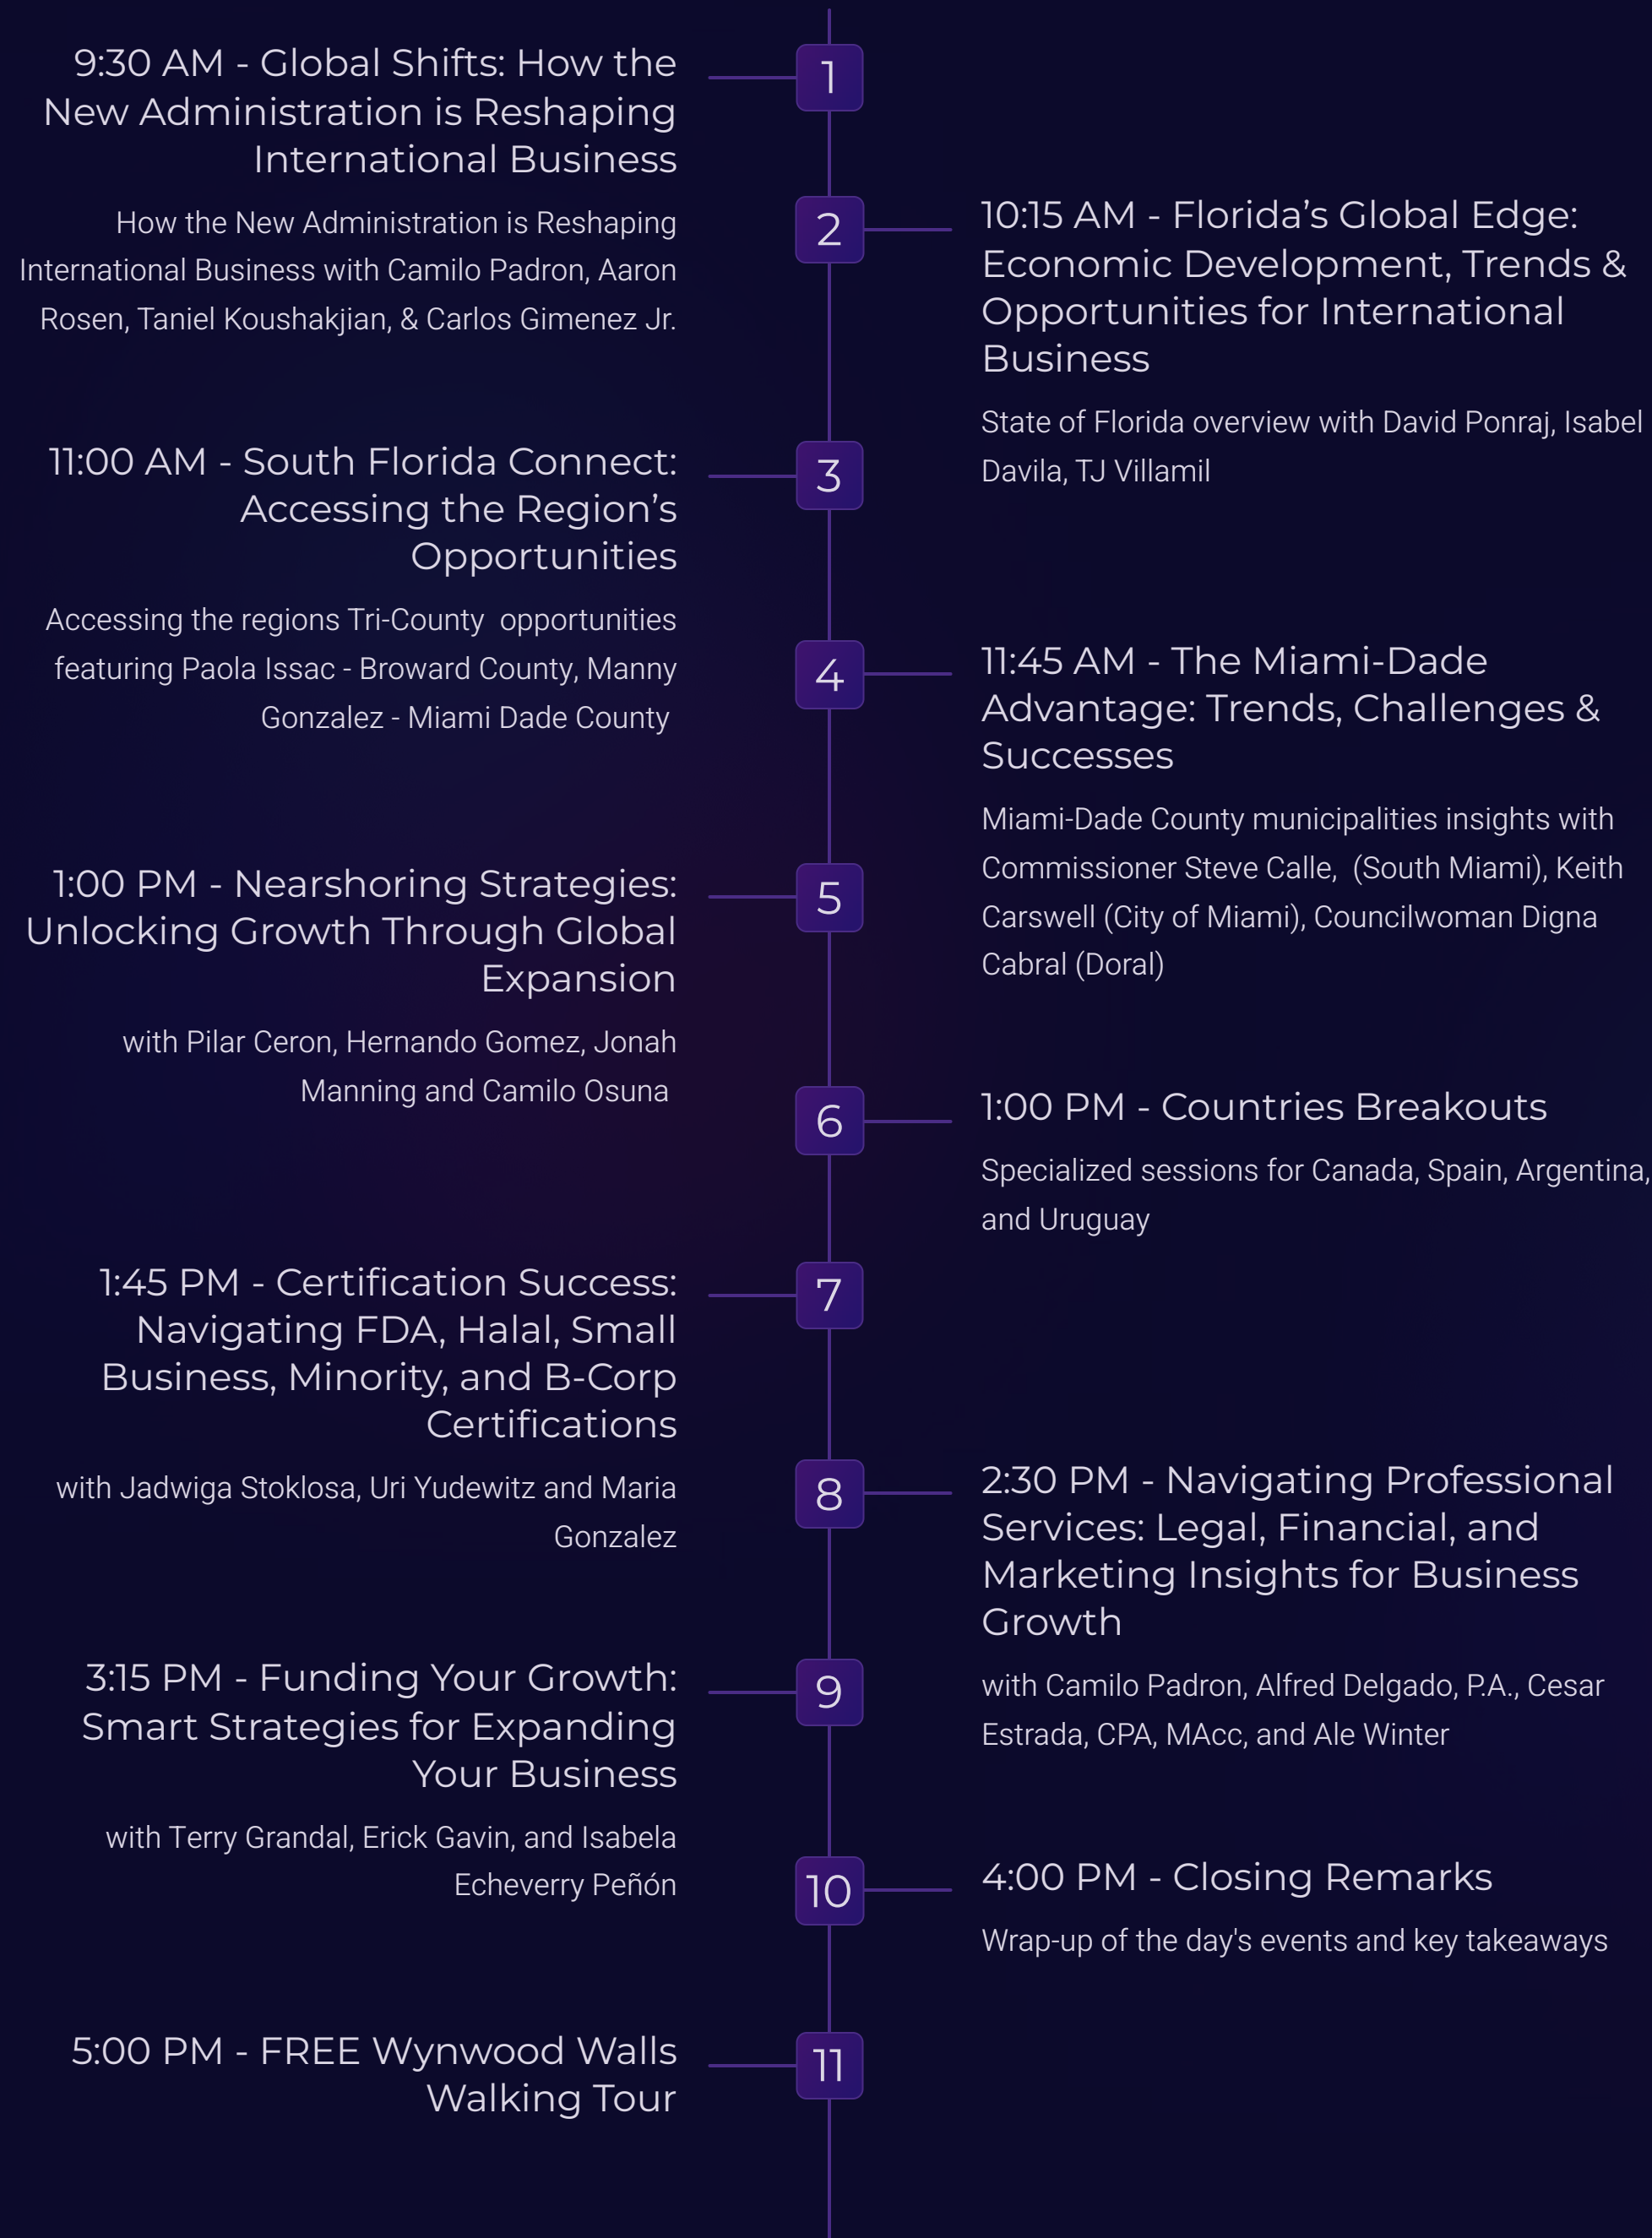 1
9:30 AM - Global Shifts: How the
New Administration is Reshaping
International Business
How the New Administration is Reshaping
International Business with Camilo Padron, Aaron
Rosen, Taniel Koushakjian, & Carlos Gimenez Jr.
2
10:15 AM - Florida’s Global Edge:
Economic Development, Trends &
Opportunities for International
Business
State of Florida overview with David Ponraj, Isabel
Davila, TJ Villamil
3
11:00 AM - South Florida Connect:
Accessing the Region’s
Opportunities
Accessing the regions Tri-County  opportunities
featuring Paola Issac - Broward County, Manny
Gonzalez - Miami Dade County
4
11:45 AM - The Miami-Dade
Advantage: Trends, Challenges &
Successes
Miami-Dade County municipalities insights with
Commissioner Steve Calle,  (South Miami), Keith
Carswell (City of Miami), Councilwoman Digna
Cabral (Doral)
5
1:00 PM - Nearshoring Strategies:
Unlocking Growth Through Global
Expansion
with Pilar Ceron, Hernando Gomez, Jonah
Manning and Camilo Osuna
6
1:00 PM - Countries Breakouts
Specialized sessions for Canada, Spain, Argentina,
and Uruguay
7
1:45 PM - Certification Success:
Navigating FDA, Halal, Small
Business, Minority, and B-Corp
Certifications
with Jadwiga Stoklosa, Uri Yudewitz and Maria
Gonzalez
8
2:30 PM - Navigating Professional
Services: Legal, Financial, and
Marketing Insights for Business
Growth
with Camilo Padron, Alfred Delgado, P.A., Cesar
Estrada, CPA, MAcc, and Ale Winter
9
3:15 PM - Funding Your Growth:
Smart Strategies for Expanding
Your Business
with Terry Grandal, Erick Gavin, and Isabela
Echeverry Peñón
10
4:00 PM - Closing Remarks
Wrap-up of the day's events and key takeaways
11
5:00 PM - FREE Wynwood Walls
Walking Tour